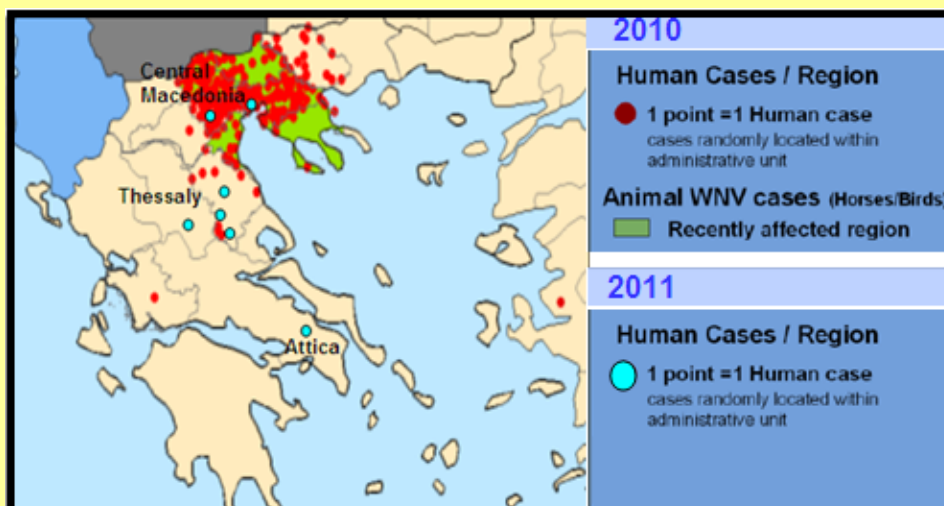 Central
Macedonia
Thessaly
Attica
2010
Human Cases / Region
1 point =1 Human case
cases randomly located within
administrative unit
Animal WNV cases (Horses/Birds)
Recently affected region
2011
Human Cases / Region
1 point =1 Human case
cases randomly located within
administrative unit